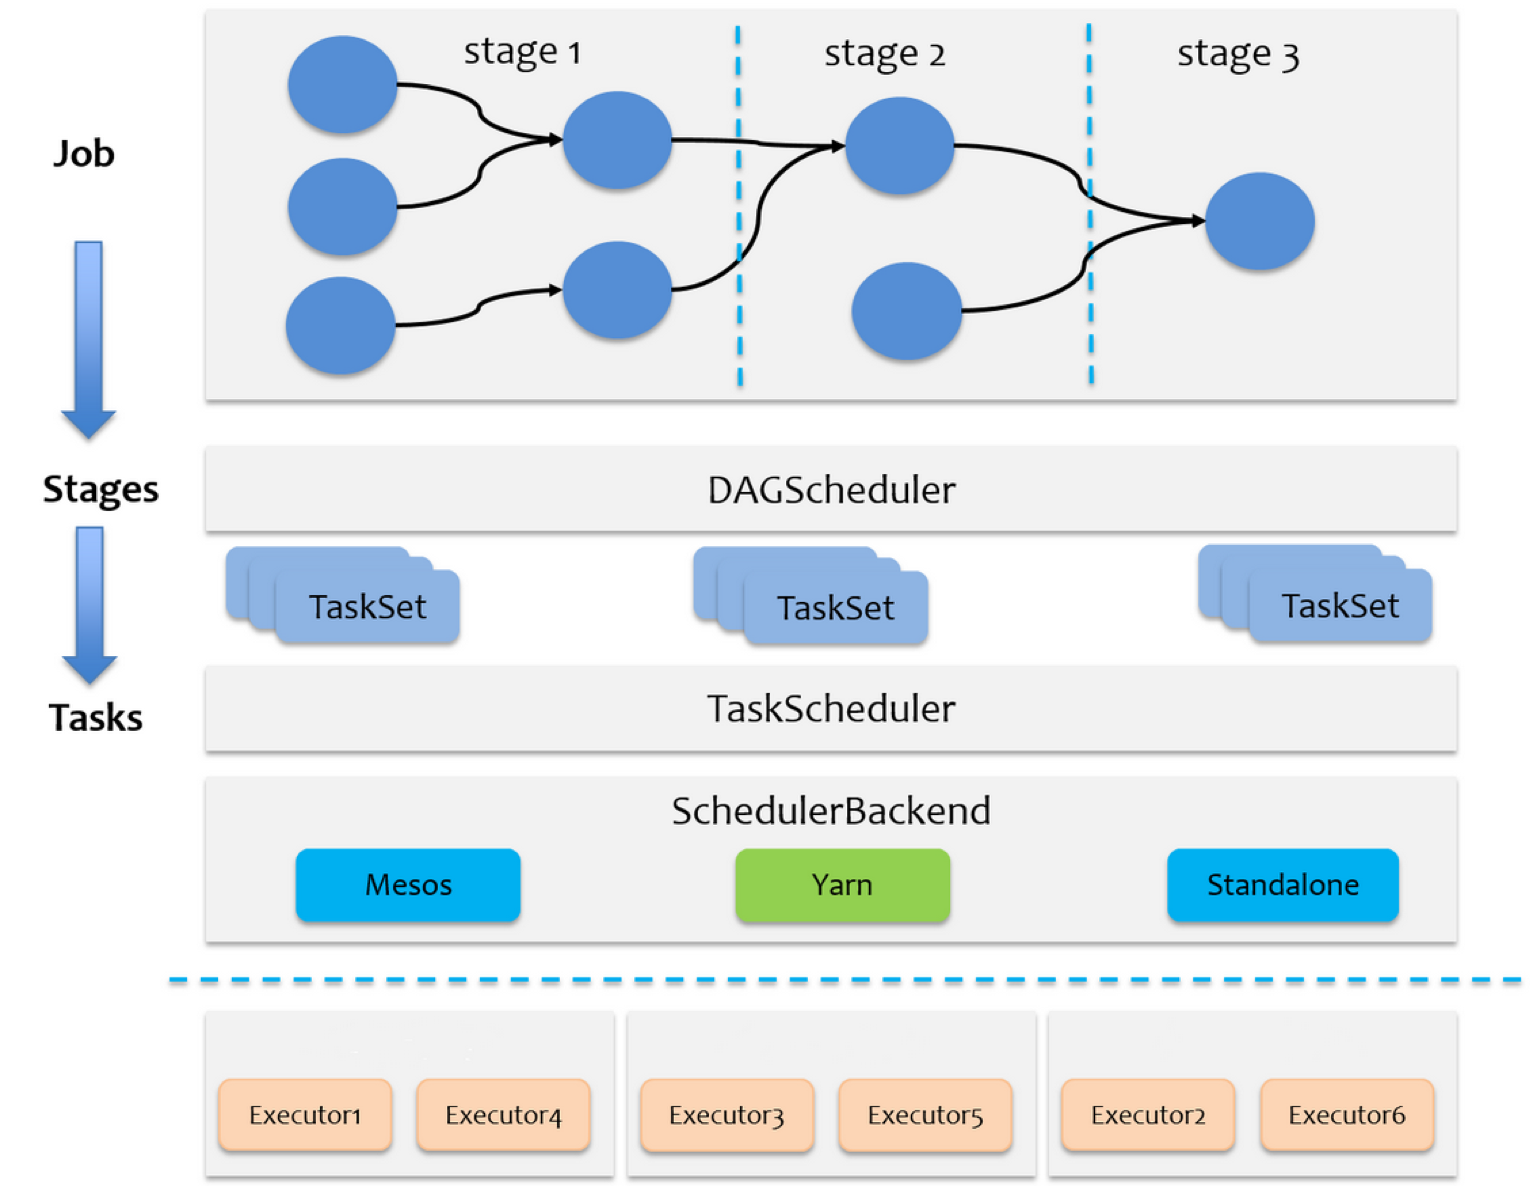 stage 1
stage 2
stage 3
Job
Stages
DAGScheduler
TaskSet
TaskSet
TaskSet
Tasks
TaskScheduler
SchedulerBackend
Mesos
Yarn
Standalone
Executor1
Executor4
Executor3
Executor5
Executor2
Executor6